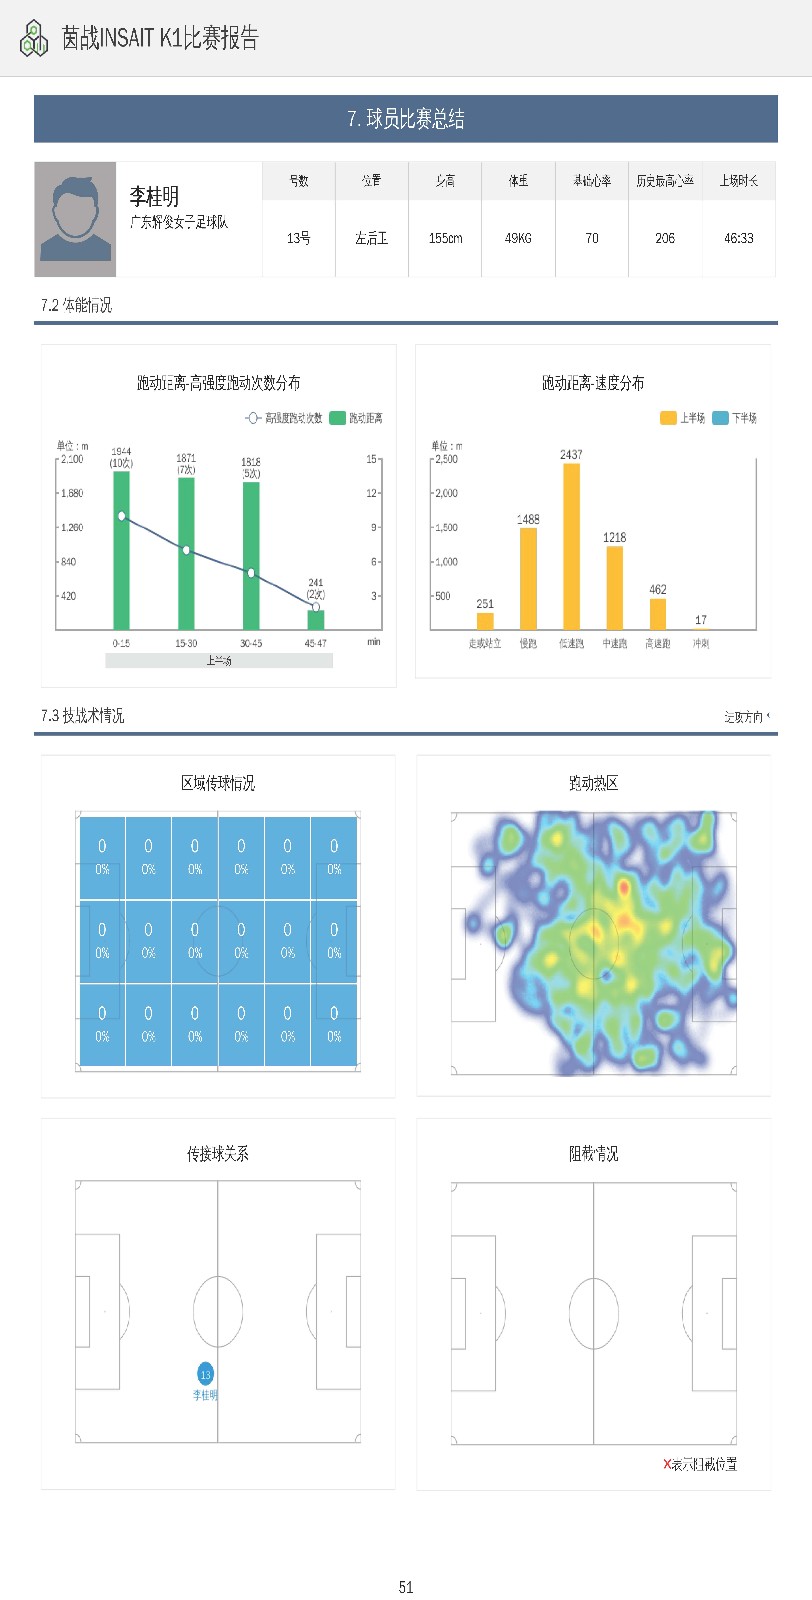 茵战INSAIT K1比赛报告
7. 球员比赛总结
李桂明
广东辉俊女子足球队
号数 位置 身高 体重 基础心率 历史最高心率 上场时长
13号 左后卫 155cm 49KG 70 206 46:33
7.2 体能情况
跑动距离-高强度跑动次数分布
高强度跑动次数 跑动距离
单位：m
2,100
1,680
1,260
840
420
1944
(10次)
1871
(7次)
1818
(5次)
241
(2次)
15
12
9
6
3
0-15 15-30 30-45 45-47 min
上半场
跑动距离-速度分布
上半场 下半场
单位：m
2,500
2,000
1,500
1,000
500
251 1488 2437 1218 462 17
走或站立 慢跑 低速跑 中速跑 高速跑 冲刺
7.3 技战术情况
进攻方向
区域传球情况
0 0 0 0 0 0
0% 0% 0% 0% 0% 0%
0 0 0 0 0 0
0% 0% 0% 0% 0% 0%
0 0 0 0 0 0
0% 0% 0% 0% 0% 0%
跑动热区
传接球关系
13
李桂明
阻截情况
X表示阻截位置
51